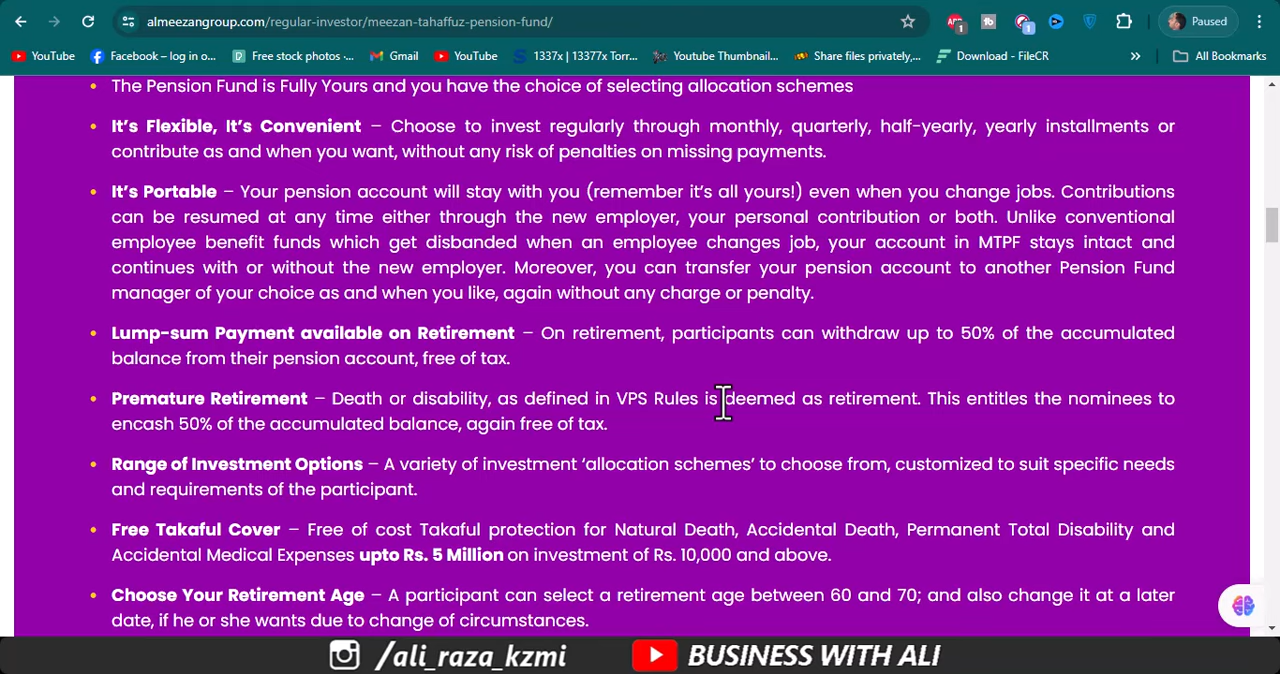 almeezangroup.com/regular-investor/meezan-tahaffuz-pension-fund/
1
1
Paused
YouTube
Facebook – log in o...
Free stock photos ·...
Gmail
YouTube
1337x | 13377x Torr...
Youtube Thumbnail...
Share files privately,...
Download - FileCR
»
All Bookmarks
• The Pension Fund is Fully Yours and you have the choice of selecting allocation schemes
• It's Flexible, It's Convenient – Choose to invest regularly through monthly, quarterly, half-yearly, yearly installments or
contribute as and when you want, without any risk of penalties on missing payments.
• It's Portable – Your pension account will stay with you (remember it's all yours!) even when you change jobs. Contributions
can be resumed at any time either through the new employer, your personal contribution or both. Unlike conventional
employee benefit funds which get disbanded when an employee changes job, your account in MTPF stays intact and
continues with or without the new employer. Moreover, you can transfer your pension account to another Pension Fund
manager of your choice as and when you like, again without any charge or penalty.
• Lump-sum Payment available on Retirement – On retirement, participants can withdraw up to 50% of the accumulated
balance from their pension account, free of tax.
• Premature Retirement – Death or disability, as defined in VPS Rules is deemed as retirement. This entitles the nominees to
encash 50% of the accumulated balance, again free of tax.
• Range of Investment Options – A variety of investment 'allocation schemes' to choose from, customized to suit specific needs
and requirements of the participant.
• Free Takaful Cover – Free of cost Takaful protection for Natural Death, Accidental Death, Permanent Total Disability and
Accidental Medical Expenses upto Rs. 5 Million on investment of Rs. 10,000 and above.
• Choose Your Retirement Age – A participant can select a retirement age between 60 and 70; and also change it at a later
date, if he or she wants due to change of circumstances.
/ali_raza_kzmi
BUSINESS WITH ALI